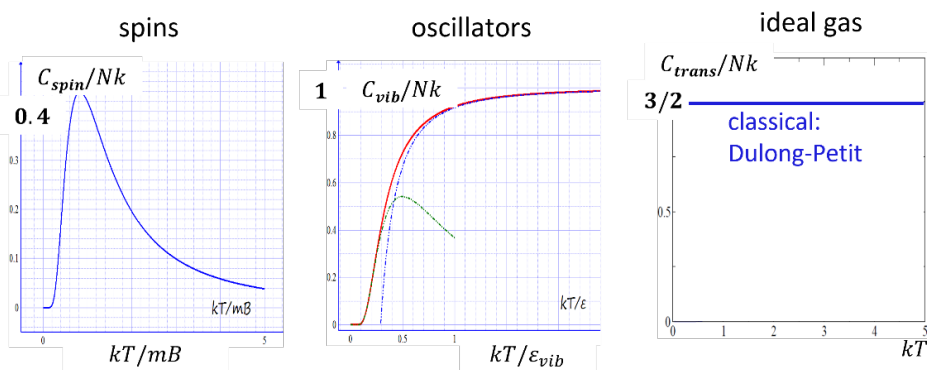 spins
C_spin/Nk
0.4
0.3
0.2
0.1
0
kT/mB
0
5
kT/mB
oscillators
1
C_vib/Nk
0.8
0.6
0.4
0.2
0
kT/ε
0
0.5
1
kT/ε_vib
ideal gas
C_trans/Nk
3/2
classical:
Dulong-Petit
0.5
0
0
1
2
3
4
5
kT